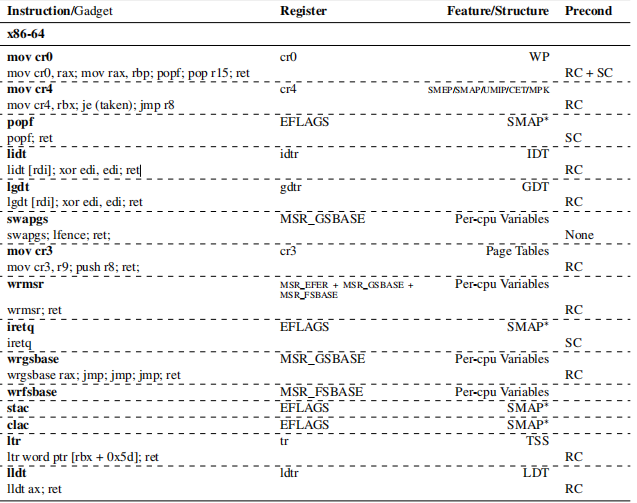 Instruction/Gadget Register Feature/Structure Precond
x86-64
mov cr0 cr0 WP
mov cr0, rax; mov rax, rbp; popf; pop r15; ret RC + SC
mov cr4 cr4 SMEP/SMAP/UMIP/CET/MPK
mov cr4, rbx; je (taken); jmp r8 RC
popf EFLAGS SMAP*
popf; ret SC
lidt idtr IDT
lidt [rdi]; xor edi, edi; ret RC
lgdt gdtr GDT
lgdt [rdi]; xor edi, edi; ret RC
swapgs MSR_GSBASE Per-cpu Variables
swapgs; lfence; ret; None
mov cr3 cr3 Page Tables
mov cr3, r9; push r8; ret; RC
wrmsr MSR_EFER + MSR_GSBASE + Per-cpu Variables
MSR_FSBASE
wrmsr; ret RC
iretq EFLAGS SMAP*
iretq SC
wrgsbase MSR_GSBASE Per-cpu Variables
wrgsbase rax; jmp; jmp; jmp; ret RC
wrfsbase MSR_FSBASE Per-cpu Variables
stac EFLAGS SMAP*
clac EFLAGS SMAP*
ltr tr TSS
ltr word ptr [rbx + 0x5d]; ret RC
lldt ldtr LDT
lldt ax; ret RC